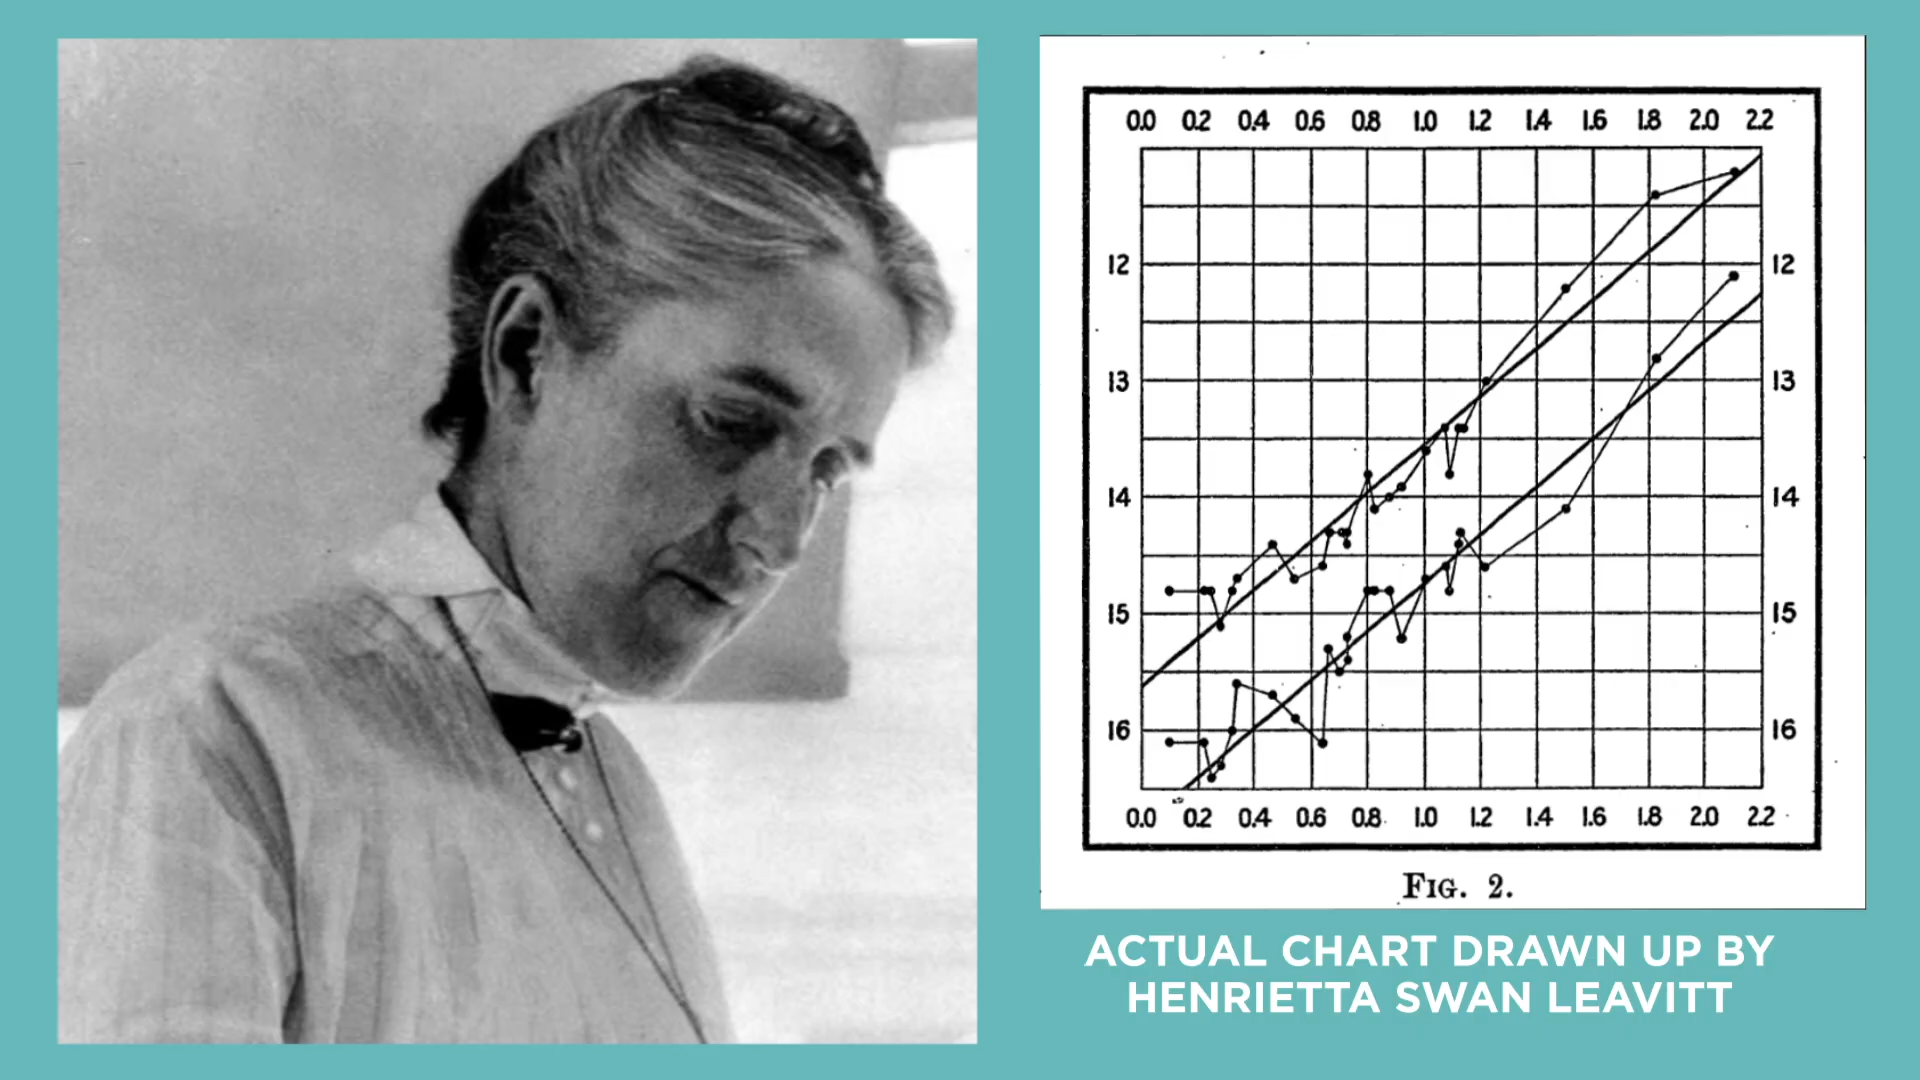 0.0 0.2 0.4 0.6 0.8 1.0 1.2 1.4 1.6 1.8 2.0 2.2
12 12
13 13
14 14
15 15
16 16
0.0 0.2 0.4 0.6 0.8 1.0 1.2 1.4 1.6 1.8 2.0 2.2
FIG. 2.
ACTUAL CHART DRAWN UP BY
HENRIETTA SWAN LEAVITT